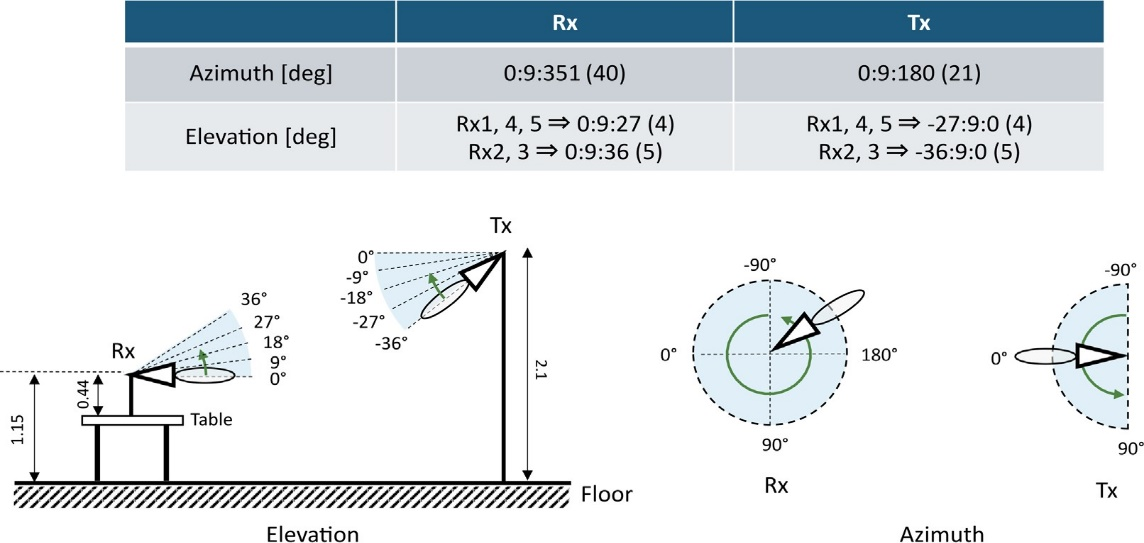 Rx Tx
Azimuth [deg] 0:9:351 (40) 0:9:180 (21)
Elevation [deg] Rx1, 4, 5 ⇒ 0:9:27 (4) Rx1, 4, 5 ⇒ -27:9:0 (4)
Rx2, 3 ⇒ 0:9:36 (5) Rx2, 3 ⇒ -36:9:0 (5)
Tx
0°
-9°
-18°
-27°
-36°
36°
27°
18°
9°
0°
Rx
0.44
1.15
Table
2.1
Floor
Elevation
-90°
0°
180°
90°
Rx
-90°
0°
90°
Tx
Azimuth